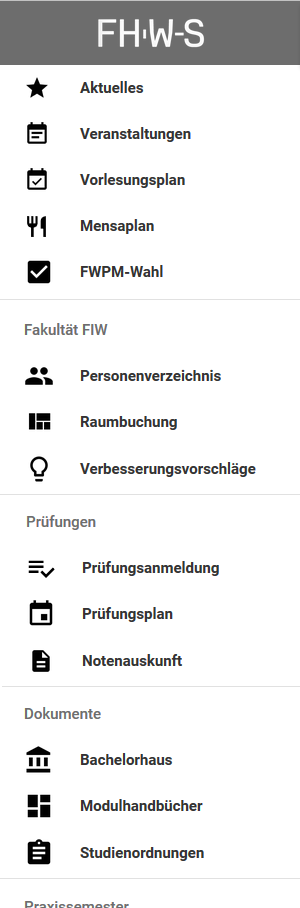 FH·W-S
Aktuelles
Veranstaltungen
Vorlesungsplan
Mensaplan
FWPM-Wahl
Fakultät FIW
Personenverzeichnis
Raumbuchung
Verbesserungsvorschläge
Prüfungen
Prüfungsanmeldung
Prüfungsplan
Notenauskunft
Dokumente
Bachelorhaus
Modulhandbücher
Studienordnungen
Praxissemester